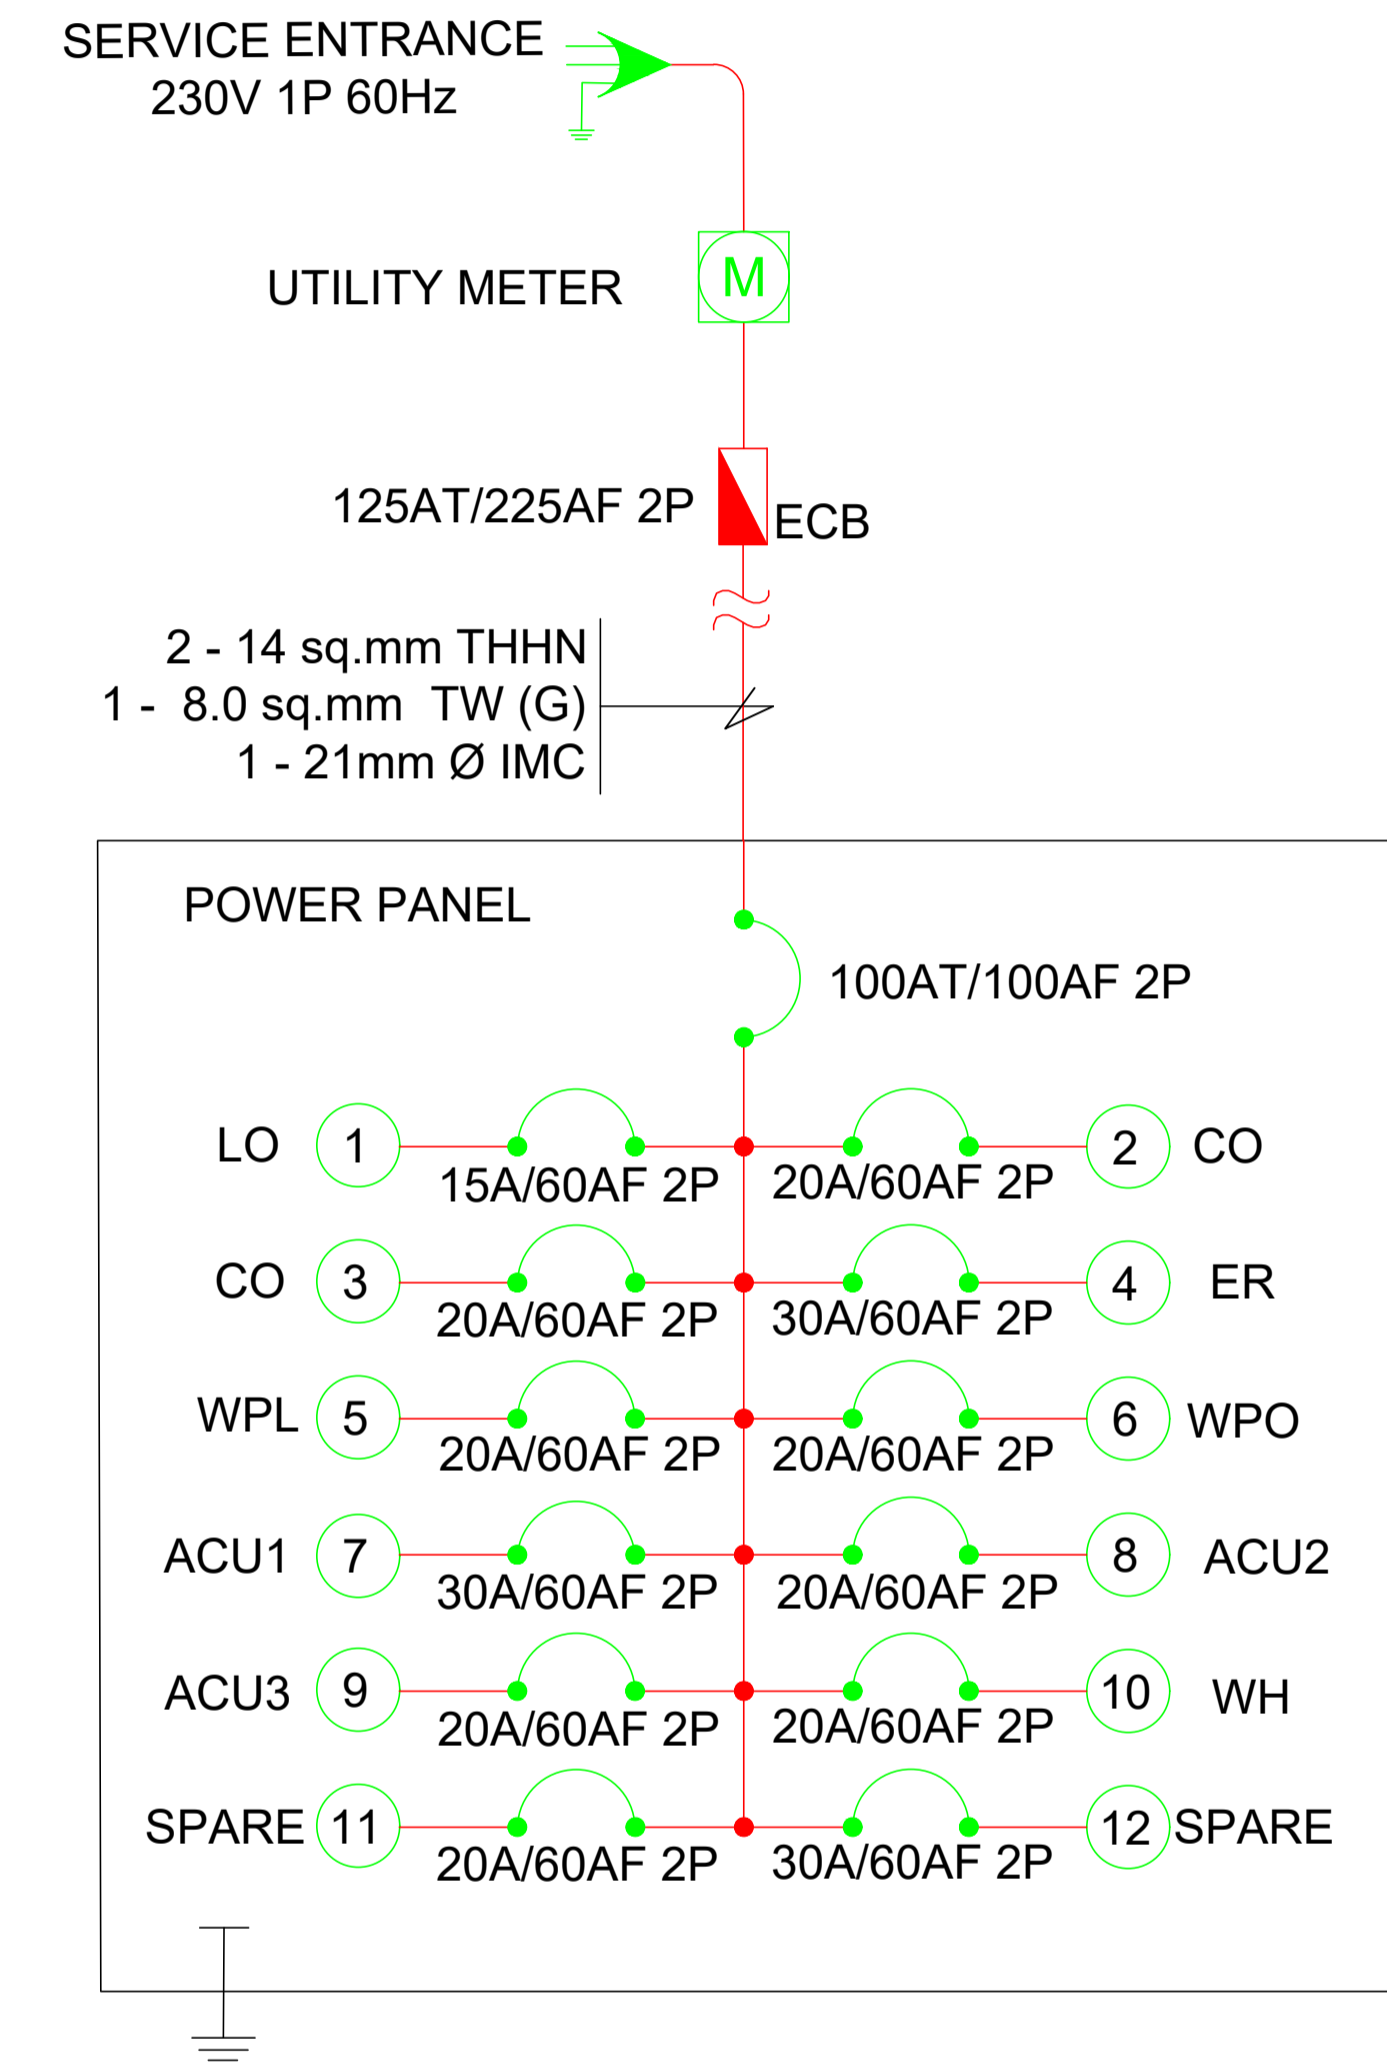 SERVICE ENTRANCE
230V 1P 60Hz
UTILITY METER
M
125AT/225AF 2P
ECB
2 - 14 sq.mm THHN
1 - 8.0 sq.mm TW (G)
1 - 21mm Ø IMC
POWER PANEL
100AT/100AF 2P
LO 1 2 CO
15A/60AF 2P 20A/60AF 2P
CO 3 4 ER
20A/60AF 2P 30A/60AF 2P
WPL 5 6 WPO
20A/60AF 2P 20A/60AF 2P
ACU1 7 8 ACU2
30A/60AF 2P 20A/60AF 2P
ACU3 9 10 WH
20A/60AF 2P 20A/60AF 2P
SPARE 11 12 SPARE
20A/60AF 2P 30A/60AF 2P